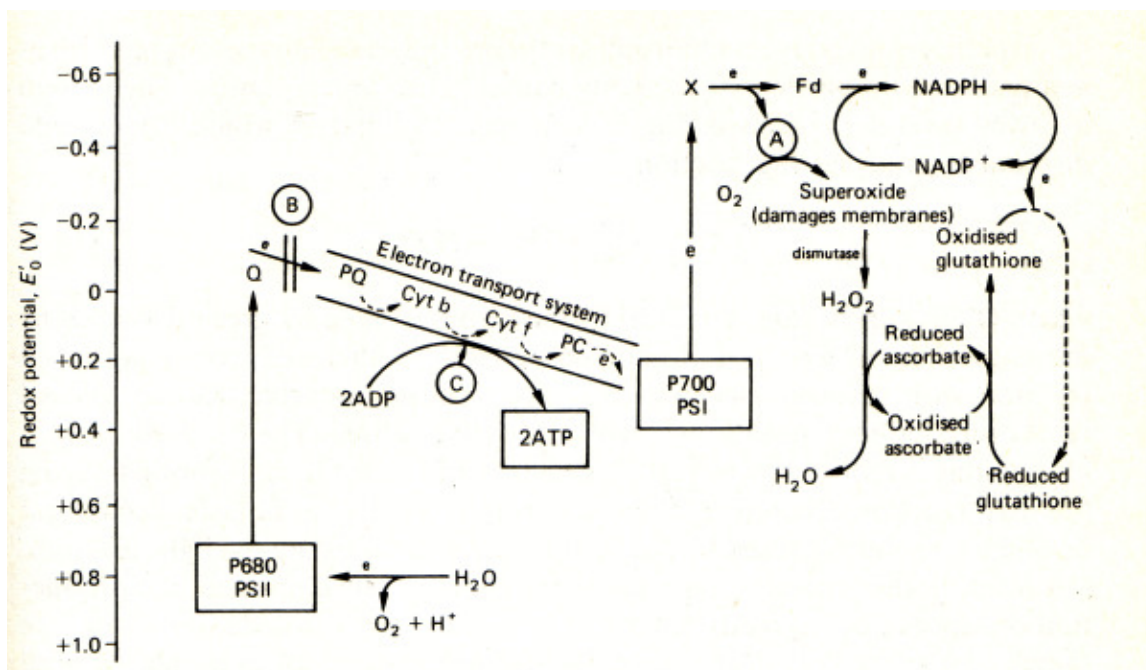 Redox potential, E′₀ (V)
−0.6
−0.4
−0.2
0
+0.2
+0.4
+0.6
+0.8
+1.0
X
e
Fd
e
NADPH
A
NADP⁺
O₂
Superoxide
(damages membranes)
e
dismutase
Oxidised
glutathione
H₂O₂
Reduced
ascorbate
Oxidised
ascorbate
H₂O
Reduced
glutathione
B
e
Q
Electron transport system
PQ
Cyt b
Cyt f
PC
e
e
C
2ADP
2ATP
P700
PSI
P680
PSII
e
H₂O
O₂ + H⁺